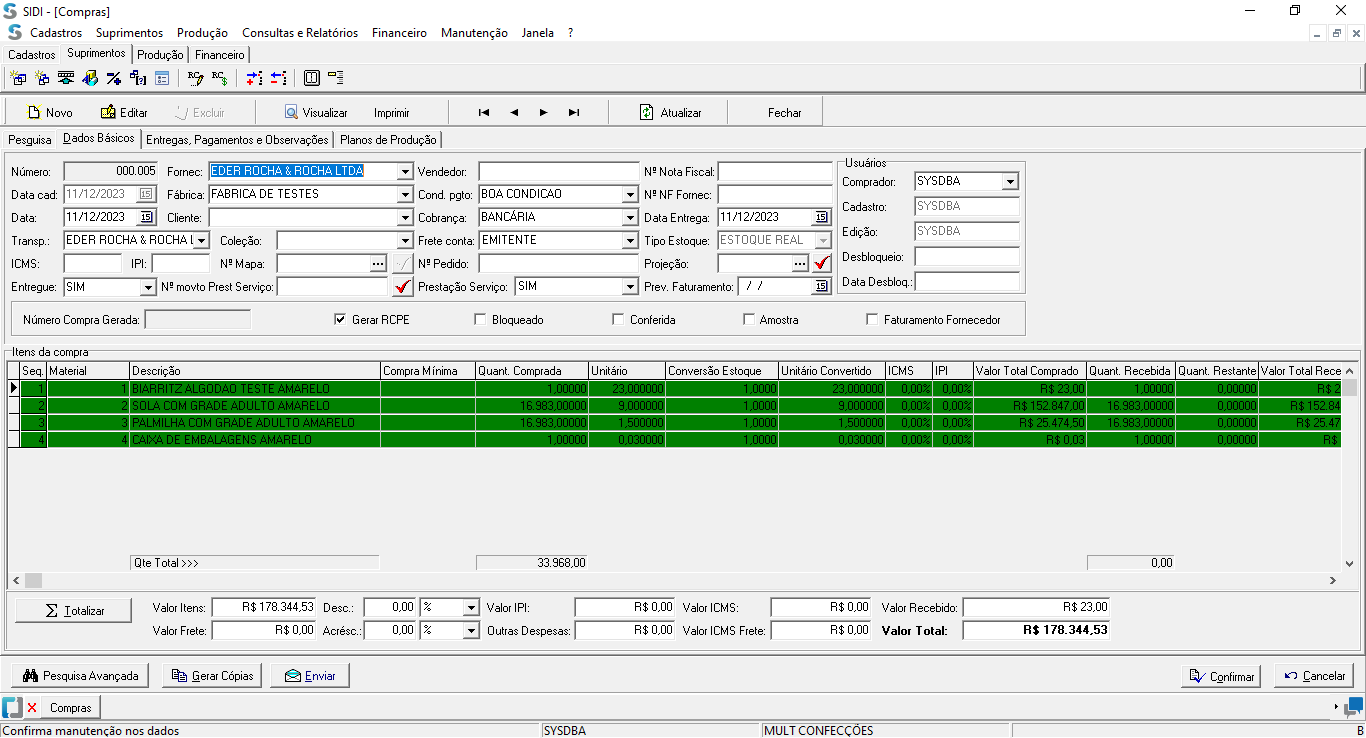 SIDI - [Compras]
Cadastros Suprimentos Produção Consultas e Relatórios Financeiro Manutenção Janela ?
Cadastros Suprimentos Produção Financeiro
Novo Editar Excluir Visualizar Imprimir Atualizar Fechar
Pesquisa Dados Básicos Entregas, Pagamentos e Observações Planos de Produção
Usuários
Número: 000.005 Fornec: EDER ROCHA & ROCHA LTDA Vendedor: Nº Nota Fiscal: Comprador: SYSDBA
Data cad: 11/12/2023 Fábrica: FABRICA DE TESTES Cond. pgto: BOA CONDICAO Nº NF Fornec: Cadastro: SYSDBA
Data: 11/12/2023 Cliente: Cobrança: BANCÁRIA Data Entrega: 11/12/2023 Edição: SYSDBA
Transp.: EDER ROCHA & ROCHA L Coleção: Frete conta: EMITENTE Tipo Estoque: ESTOQUE REAL
ICMS: IPI: Nº Mapa: Nº Pedido: Projeção: Desbloqueio:
Entregue: SIM Nº movto Prest Serviço: Prestação Serviço: SIM Prev. Faturamento: / / Data Desbloq.:
Número Compra Gerada: Gerar RCPE Bloqueado Conferida Amostra Faturamento Fornecedor
Itens da compra
Seq. Material Descrição Compra Mínima Quant. Comprada Unitário Conversão Estoque Unitário Convertido ICMS IPI Valor Total Comprado Quant. Recebida Quant. Restante Valor Total Rece
1 1 BIARRITZ ALGODAO TESTE AMARELO 1,00000 23,000000 1,0000 23,000000 0,00% 0,00% R$ 23,00 1,00000 0,00000 R$ 2
2 2 SOLA COM GRADE ADULTO AMARELO 16.983,00000 9,000000 1,0000 9,000000 0,00% 0,00% R$ 152.847,00 16.983,00000 0,00000 R$ 152.84
3 3 PALMILHA COM GRADE ADULTO AMARELO 16.983,00000 1,500000 1,0000 1,500000 0,00% 0,00% R$ 25.474,50 16.983,00000 0,00000 R$ 25.47
4 4 CAIXA DE EMBALAGENS AMARELO 1,00000 0,030000 1,0000 0,030000 0,00% 0,00% R$ 0,03 1,00000 0,00000 R$
Qte Total >>> 33.968,00 0,00
Totalizar Valor Itens: R$ 178.344,53 Desc.: 0,00 % Valor IPI: R$ 0,00 Valor ICMS: R$ 0,00 Valor Recebido: R$ 23,00
Valor Frete: R$ 0,00 Acrésc.: 0,00 % Outras Despesas: R$ 0,00 Valor ICMS Frete: R$ 0,00 Valor Total: R$ 178.344,53
Pesquisa Avançada Gerar Cópias Enviar Confirmar Cancelar
Compras
Confirma manutenção nos dados SYSDBA MULT CONFECÇÕES B